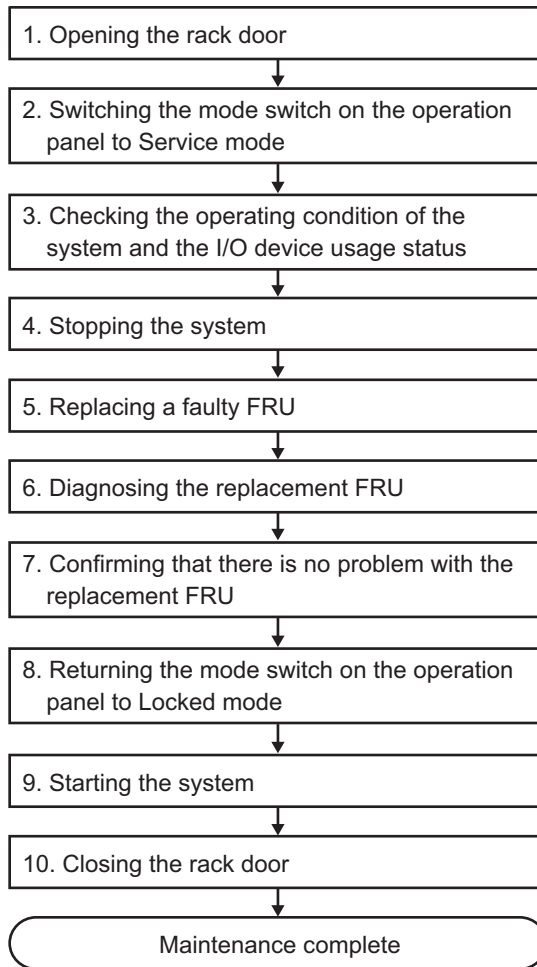 1. Opening the rack door
2. Switching the mode switch on the operation
panel to Service mode
3. Checking the operating condition of the
system and the I/O device usage status
4. Stopping the system
5. Replacing a faulty FRU
6. Diagnosing the replacement FRU
7. Confirming that there is no problem with the
replacement FRU
8. Returning the mode switch on the operation
panel to Locked mode
9. Starting the system
10. Closing the rack door
Maintenance complete